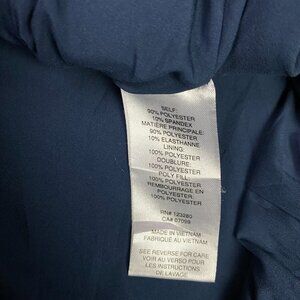 SELF:
90% POLYESTER
10% SPANDEX
MATIÈRE PRINCIPALE:
90% POLYESTER
10% ELASTHANNE
LINING:
100% POLYESTER
DOUBLURE:
100% POLYESTER
POLY FILL:
100% POLYESTER
REMBOURRAGE EN
POLYESTER
100% POLYESTER
RN# 123280
CA# 07099
MADE IN VIETNAM
FABRIQUÉ AU VIETNAM
SEE REVERSE FOR CARE
VOIR AU VERSO POUR
LES INSTRUCTIONS
DE LAVAGE